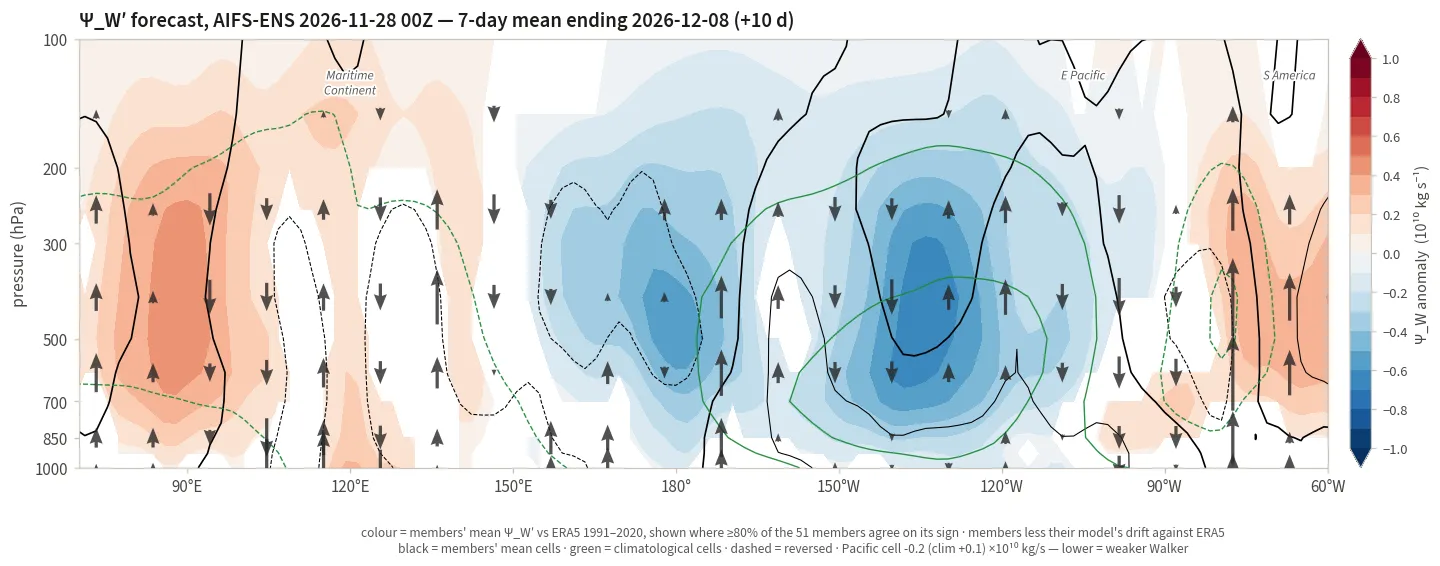 Ψ_W′ forecast, AIFS-ENS 2026-11-28 00Z — 7-day mean ending 2026-12-08 (+10 d)
100
200
300
400
500
700
850
1000
pressure (hPa)
Maritime
Continent
E Pacific
S America
90°E
120°E
150°E
180°
150°W
120°W
90°W
60°W
1.0
0.8
0.6
0.4
0.2
0.0
−0.2
−0.4
−0.6
−0.8
−1.0
Ψ_W anomaly (10¹⁰ kg s⁻¹)
colour = members' mean Ψ_W′ vs ERA5 1991–2020, shown where ≥80% of the 51 members agree on its sign · members less their model's drift against ERA5
black = members' mean cells · green = climatological cells · dashed = reversed · Pacific cell -0.2 (clim +0.1) ×10¹⁰ kg/s — lower = weaker Walker